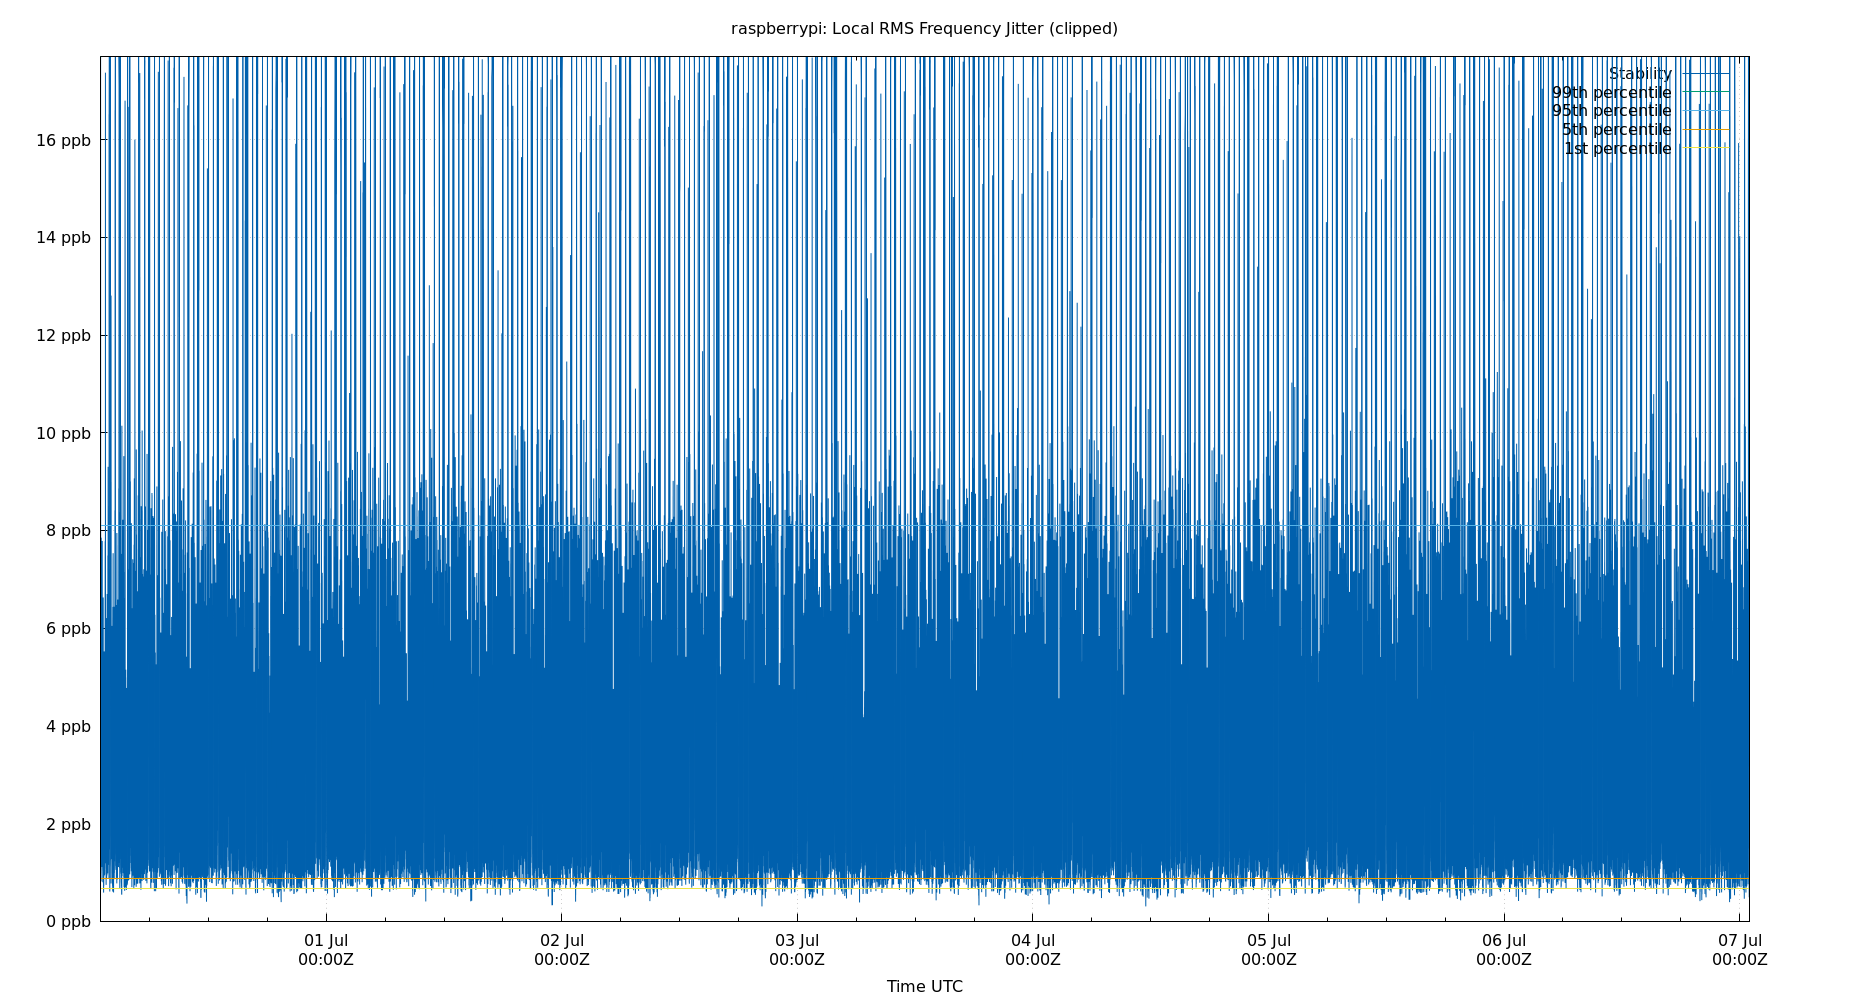 raspberrypi: Local RMS Frequency Jitter (clipped)
Stability
99th percentile
95th percentile
5th percentile
1st percentile
16 ppb
14 ppb
12 ppb
10 ppb
8 ppb
6 ppb
4 ppb
2 ppb
0 ppb
01 Jul 02 Jul 03 Jul 04 Jul 05 Jul 06 Jul 07 Jul
00:00Z 00:00Z 00:00Z 00:00Z 00:00Z 00:00Z 00:00Z
Time UTC